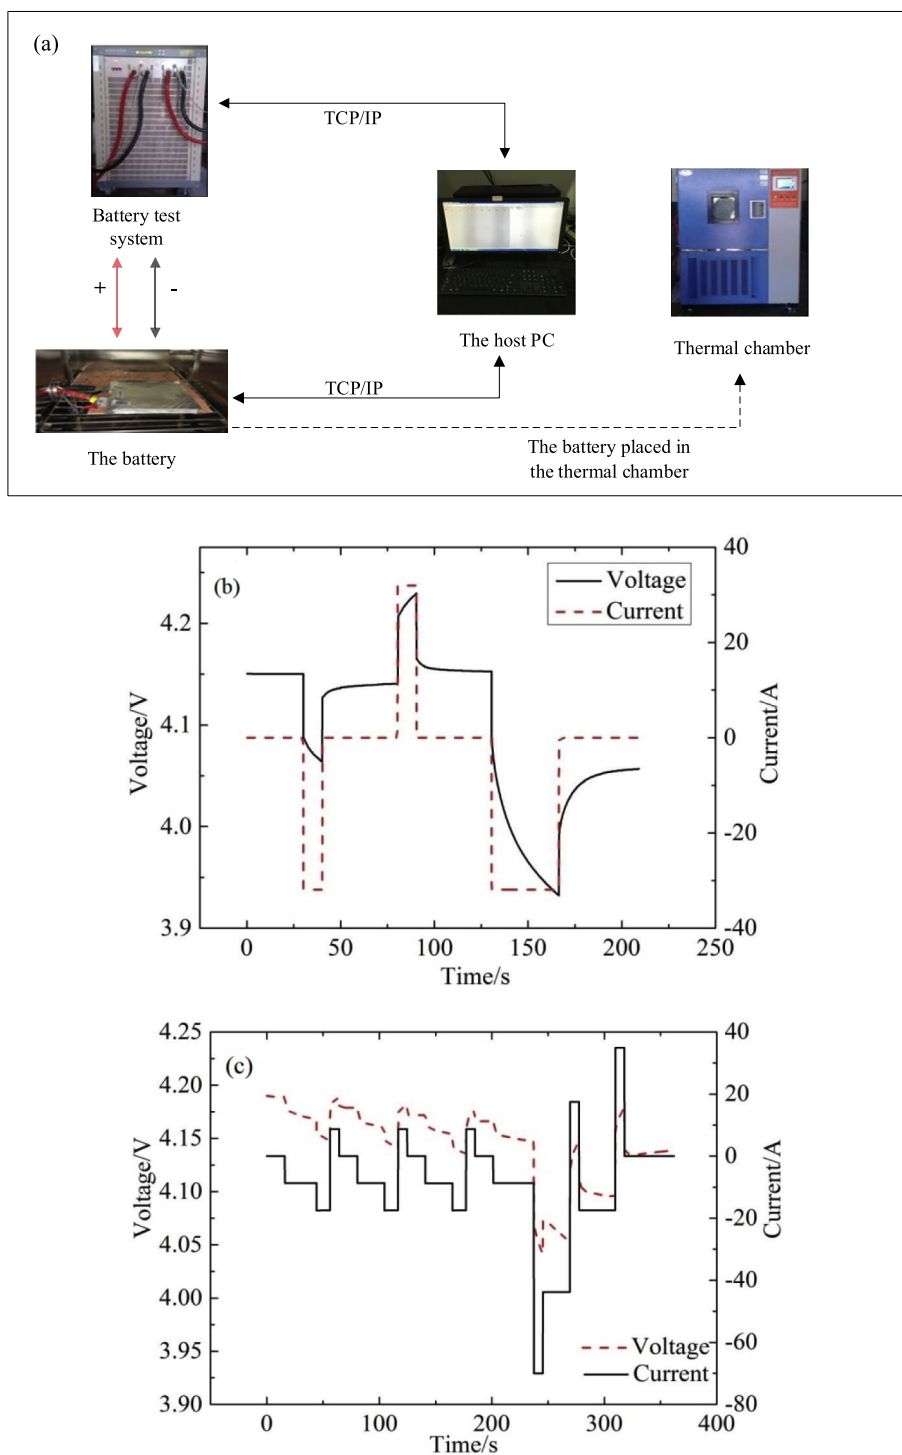 (a)
TCP/IP
Battery test
system
+
-
The host PC
Thermal chamber
TCP/IP
The battery
The battery placed in
the thermal chamber
(b)
Voltage
Current
Voltage/V
4.2
4.1
4.0
3.9
40
20
0
-20
-40
Current/A
0
50
100
150
200
250
Time/s
(c)
Voltage/V
4.25
4.20
4.15
4.10
4.05
4.00
3.95
3.90
40
20
0
-20
-40
-60
-80
Current/A
Voltage
Current
0
100
200
300
400
Time/s